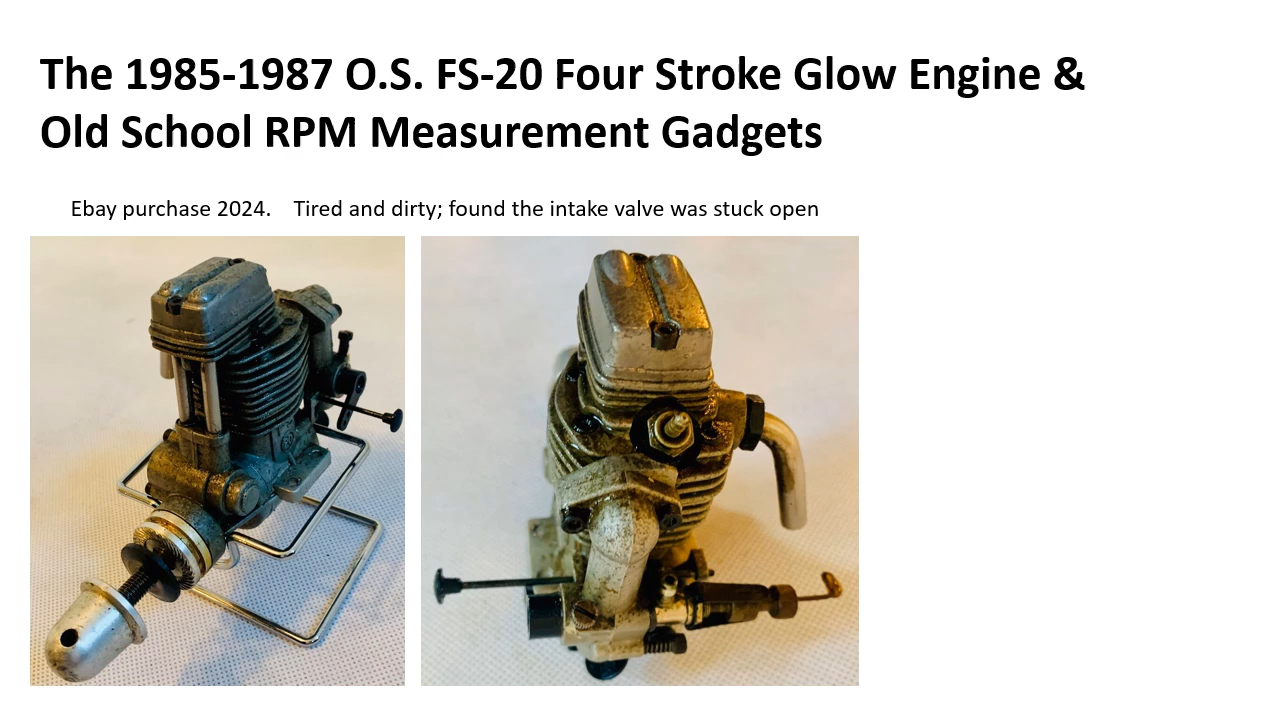 The 1985-1987 O.S. FS-20 Four Stroke Glow Engine &
Old School RPM Measurement Gadgets
Ebay purchase 2024. Tired and dirty; found the intake valve was stuck open